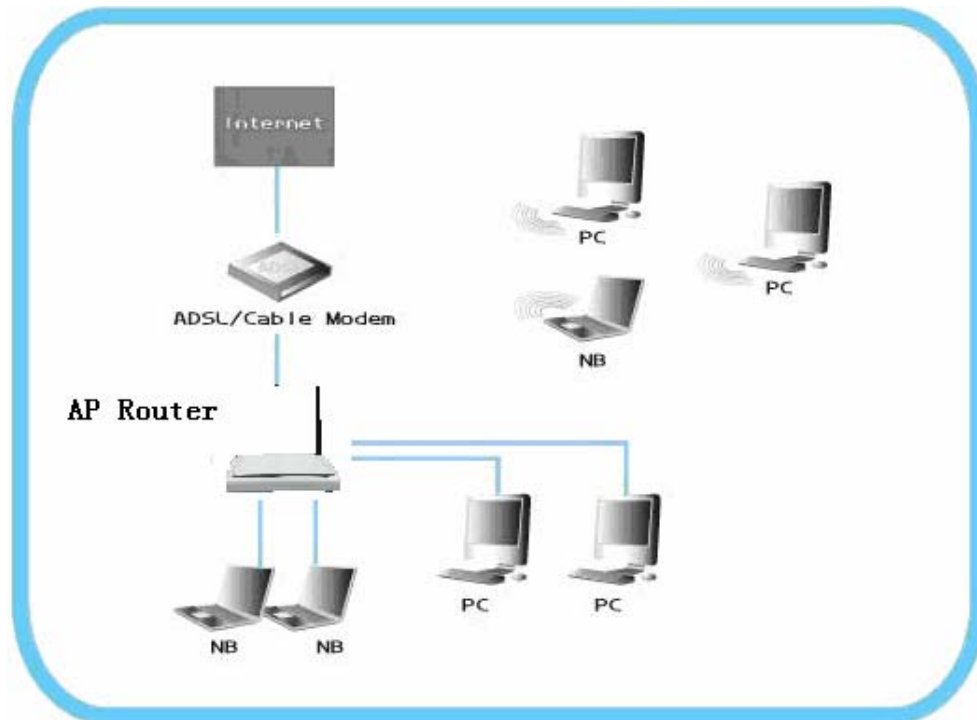 Internet
PC
PC
ADSL/Cable Modem
NB
AP Router
PC
PC
NB
NB